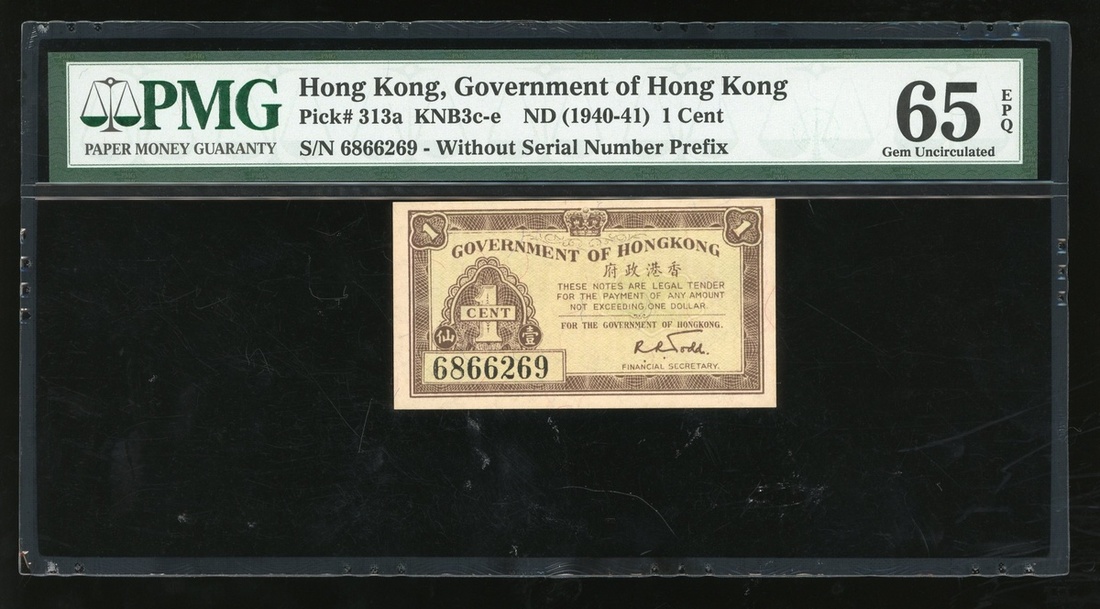 PMG
PAPER MONEY GUARANTY
Hong Kong, Government of Hong Kong
Pick# 313a KNB3c-e ND (1940-41) 1 Cent
S/N 6866269 - Without Serial Number Prefix
65
EPQ
Gem Uncirculated
1
1
GOVERNMENT OF HONGKONG
府政港香
THESE NOTES ARE LEGAL TENDER
FOR THE PAYMENT OF ANY AMOUNT
NOT EXCEEDING ONE DOLLAR.
FOR THE GOVERNMENT OF HONGKONG.
1
CENT
仙 壹
R R Todd.
FINANCIAL SECRETARY.
6866269